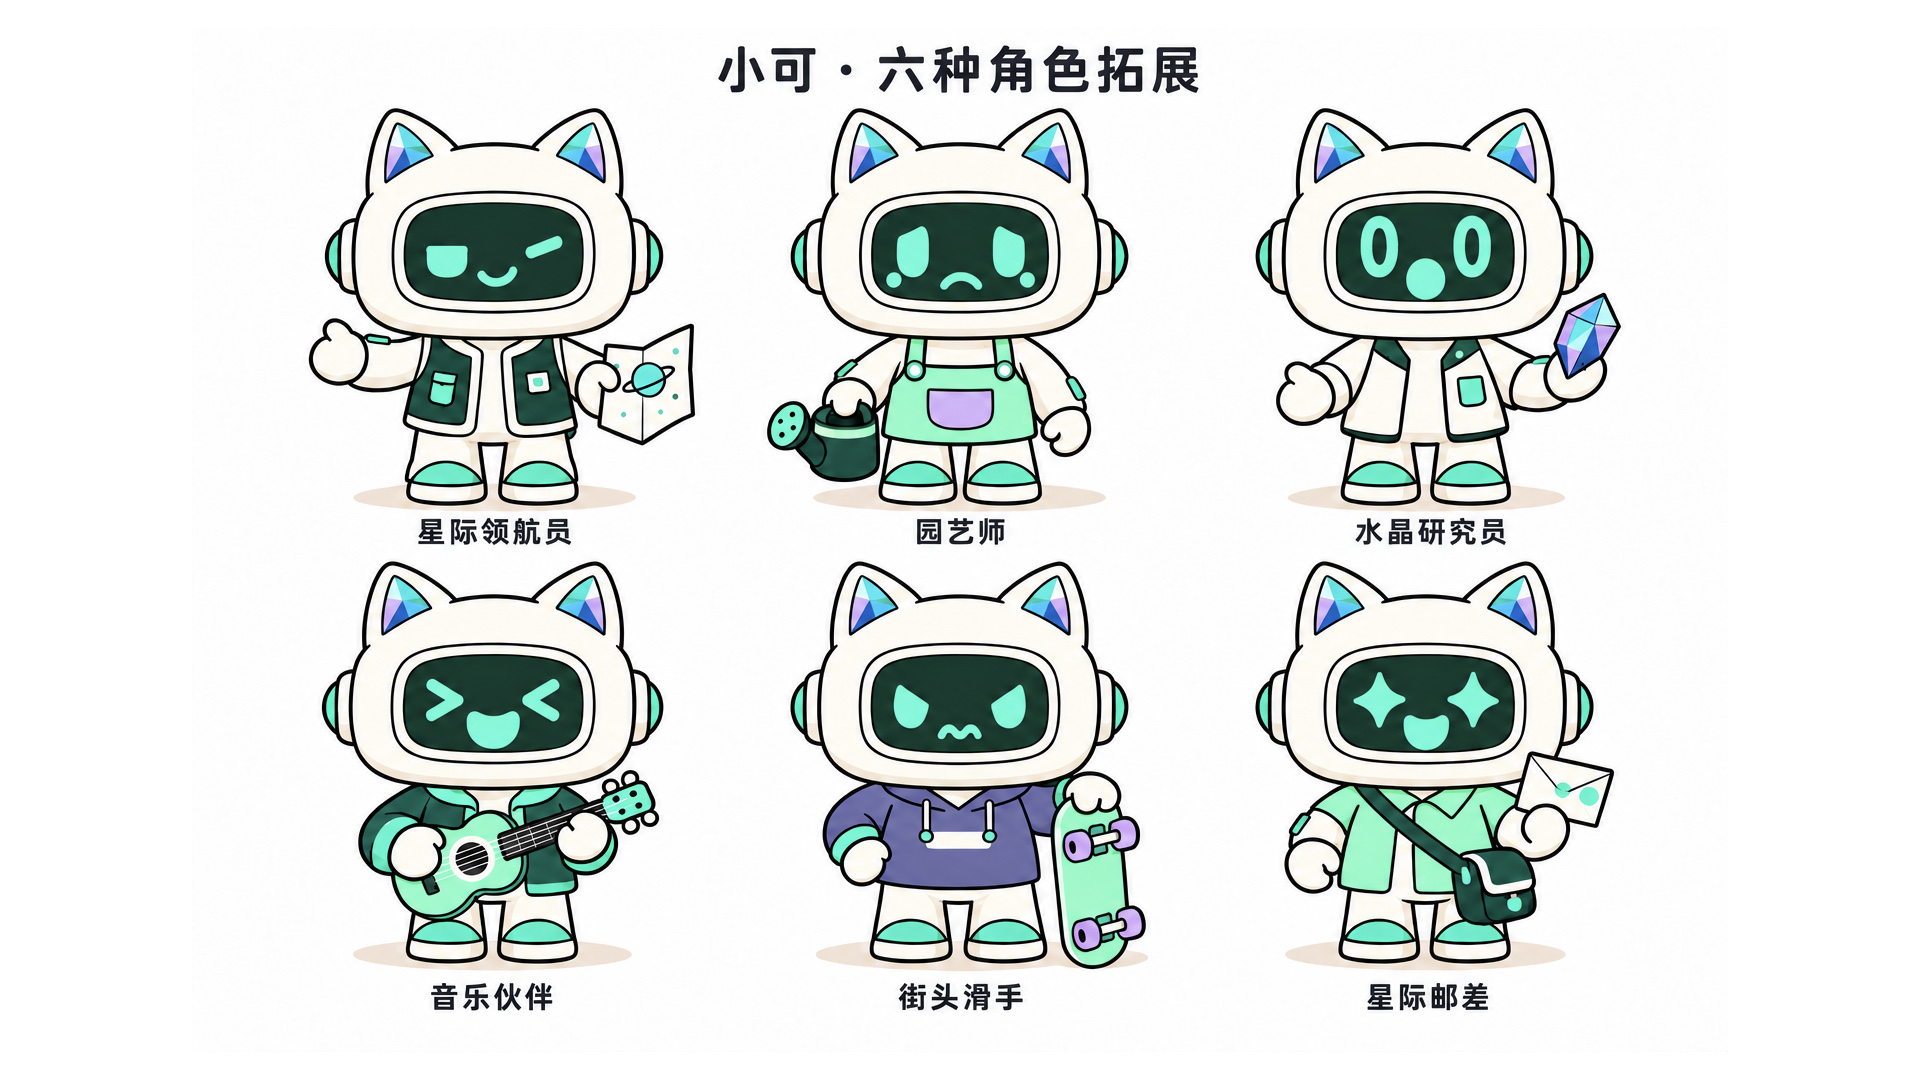 小可·六种角色拓展
星际领航员
园艺师
水晶研究员
音乐伙伴
街头滑手
星际邮差